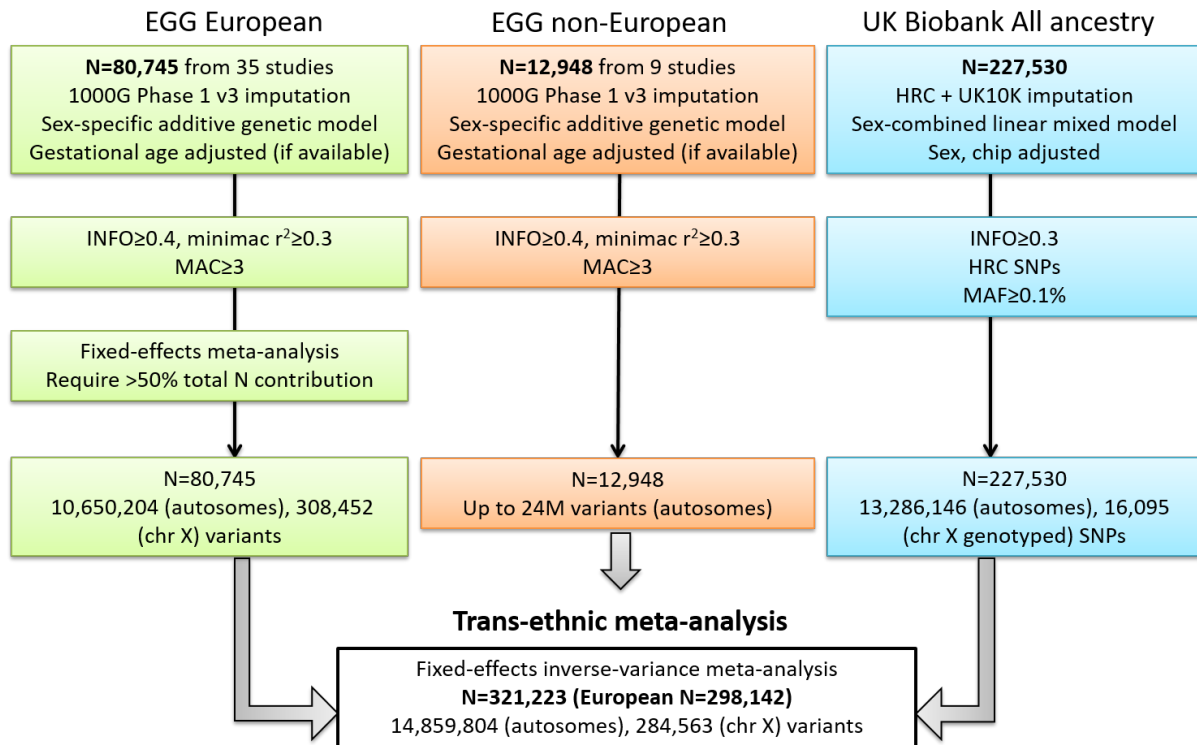 EGG European
N=80,745 from 35 studies
1000G Phase 1 v3 imputation
Sex-specific additive genetic model
Gestational age adjusted (if available)
INFO≥0.4, minimac r²≥0.3
MAC≥3
Fixed-effects meta-analysis
Require >50% total N contribution
N=80,745
10,650,204 (autosomes), 308,452
(chr X) variants
EGG non-European
N=12,948 from 9 studies
1000G Phase 1 v3 imputation
Sex-specific additive genetic model
Gestational age adjusted (if available)
INFO≥0.4, minimac r²≥0.3
MAC≥3
N=12,948
Up to 24M variants (autosomes)
UK Biobank All ancestry
N=227,530
HRC + UK10K imputation
Sex-combined linear mixed model
Sex, chip adjusted
INFO≥0.3
HRC SNPs
MAF≥0.1%
N=227,530
13,286,146 (autosomes), 16,095
(chr X genotyped) SNPs
Trans-ethnic meta-analysis
Fixed-effects inverse-variance meta-analysis
N=321,223 (European N=298,142)
14,859,804 (autosomes), 284,563 (chr X) variants